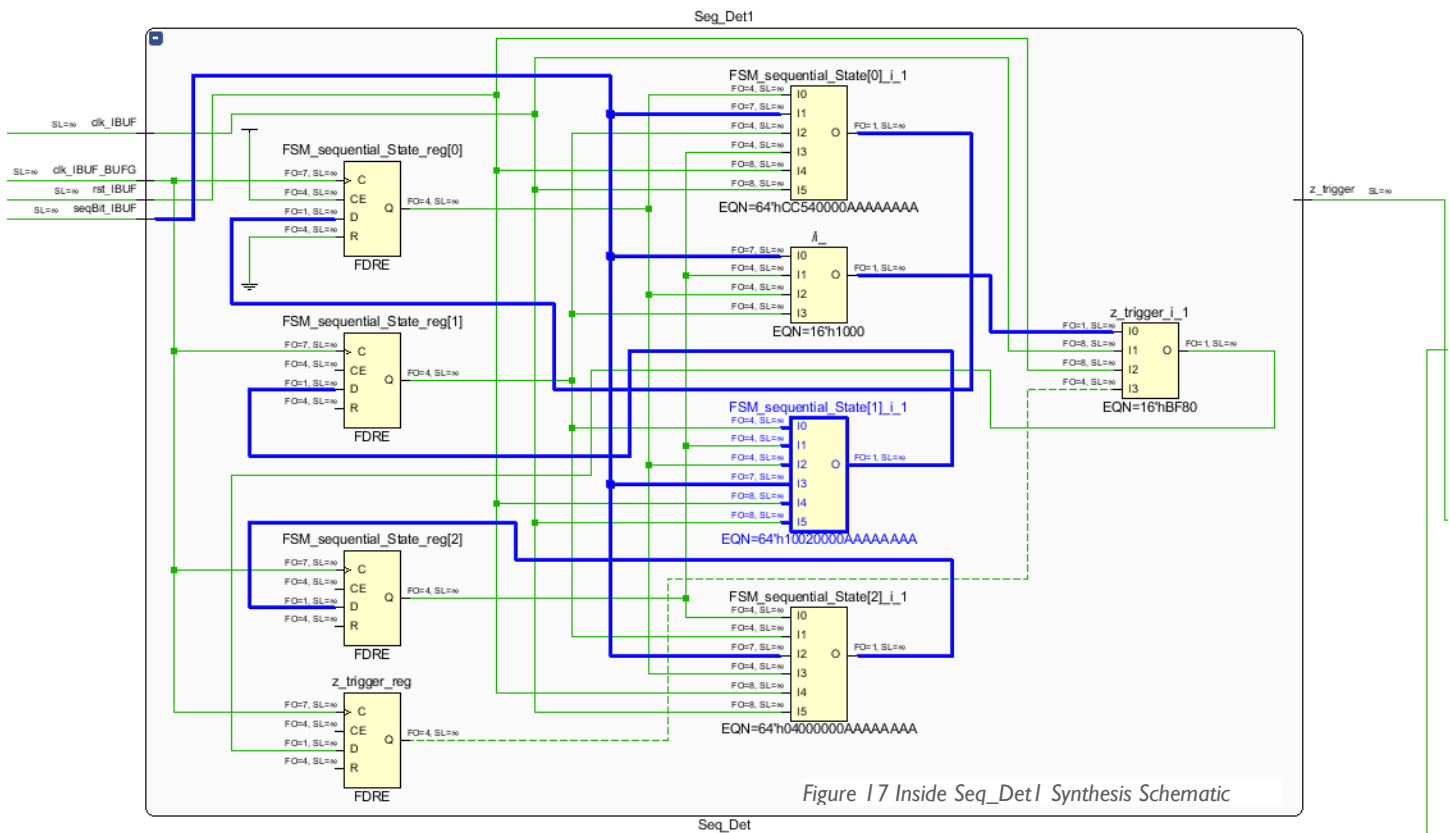 Seq_Det1
SL=∞ clk_IBUF
SL=∞ clk_IBUF_BUFG
SL=∞ rst_IBUF
SL=∞ seqBit_IBUF
FSM_sequential_State_reg[0]
FO=7, SL=∞ C
FO=4, SL=∞ CE
FO=1, SL=∞ D
FO=4, SL=∞ R
Q FO=4, SL=∞
FDRE
FSM_sequential_State_reg[1]
FO=7, SL=∞ C
FO=4, SL=∞ CE
FO=1, SL=∞ D
FO=4, SL=∞ R
Q FO=4, SL=∞
FDRE
FSM_sequential_State_reg[2]
FO=7, SL=∞ C
FO=4, SL=∞ CE
FO=1, SL=∞ D
FO=4, SL=∞ R
Q FO=4, SL=∞
FDRE
z_trigger_reg
FO=7, SL=∞ C
FO=4, SL=∞ CE
FO=1, SL=∞ D
FO=4, SL=∞ R
Q FO=4, SL=∞
FDRE
FSM_sequential_State[0]_i_1
FO=4, SL=∞ I0
FO=7, SL=∞ I1
FO=4, SL=∞ I2
FO=4, SL=∞ I3
FO=8, SL=∞ I4
FO=8, SL=∞ I5
O FO=1, SL=∞
EQN=64'hCC540000AAAAAAAA
/i_
FO=7, SL=∞ I0
FO=4, SL=∞ I1
FO=4, SL=∞ I2
FO=4, SL=∞ I3
O FO=1, SL=∞
EQN=16'h1000
FSM_sequential_State[1]_i_1
FO=4, SL=∞ I0
FO=4, SL=∞ I1
FO=4, SL=∞ I2
FO=7, SL=∞ I3
FO=8, SL=∞ I4
FO=8, SL=∞ I5
O FO=1, SL=∞
EQN=64'h10020000AAAAAAAA
FSM_sequential_State[2]_i_1
FO=4, SL=∞ I0
FO=4, SL=∞ I1
FO=7, SL=∞ I2
FO=4, SL=∞ I3
FO=8, SL=∞ I4
FO=8, SL=∞ I5
O FO=1, SL=∞
EQN=64'h04000000AAAAAAAA
z_trigger_i_1
FO=1, SL=∞ I0
FO=8, SL=∞ I1
FO=8, SL=∞ I2
FO=4, SL=∞ I3
O FO=1, SL=∞
EQN=16'hBF80
z_trigger SL=∞
Figure 17 Inside Seq_Det1 Synthesis Schematic
Seq_Det